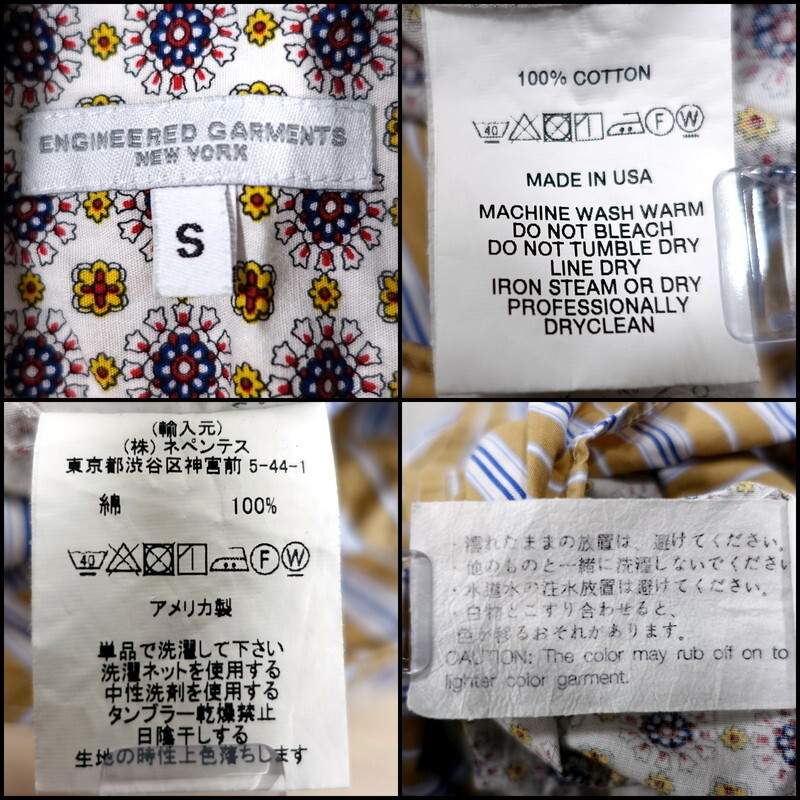 ENGINEERED GARMENTS
NEW YORK
S
100% COTTON
40 F W
MADE IN USA
MACHINE WASH WARM
DO NOT BLEACH
DO NOT TUMBLE DRY
LINE DRY
IRON STEAM OR DRY
PROFESSIONALLY
DRYCLEAN
(輸入元)
(株)ネペンテス
東京都渋谷区神宮前 5-44-1
綿 100%
40 F W
アメリカ製
単品で洗濯して下さい
洗濯ネットを使用する
中性洗剤を使用する
タンブラー乾燥禁止
日陰干しする
生地の特性上色落ちします
・濡れたままの放置は、避けてください。
・他のものと一緒に洗濯しないでください
・水道水の注水放置は避けてください。
・白物とこすり合わせると、
色が移るおそれがあります。
CAUTION: The color may rub off on to
lighter color garment.